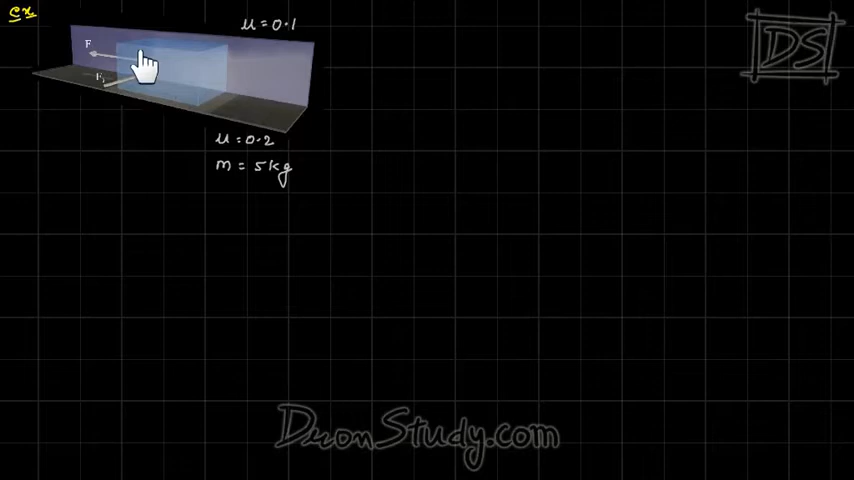 Ex
μ = 0.1
F
F₁
μ = 0.2
m = 5kg
DS
DronStudy.com